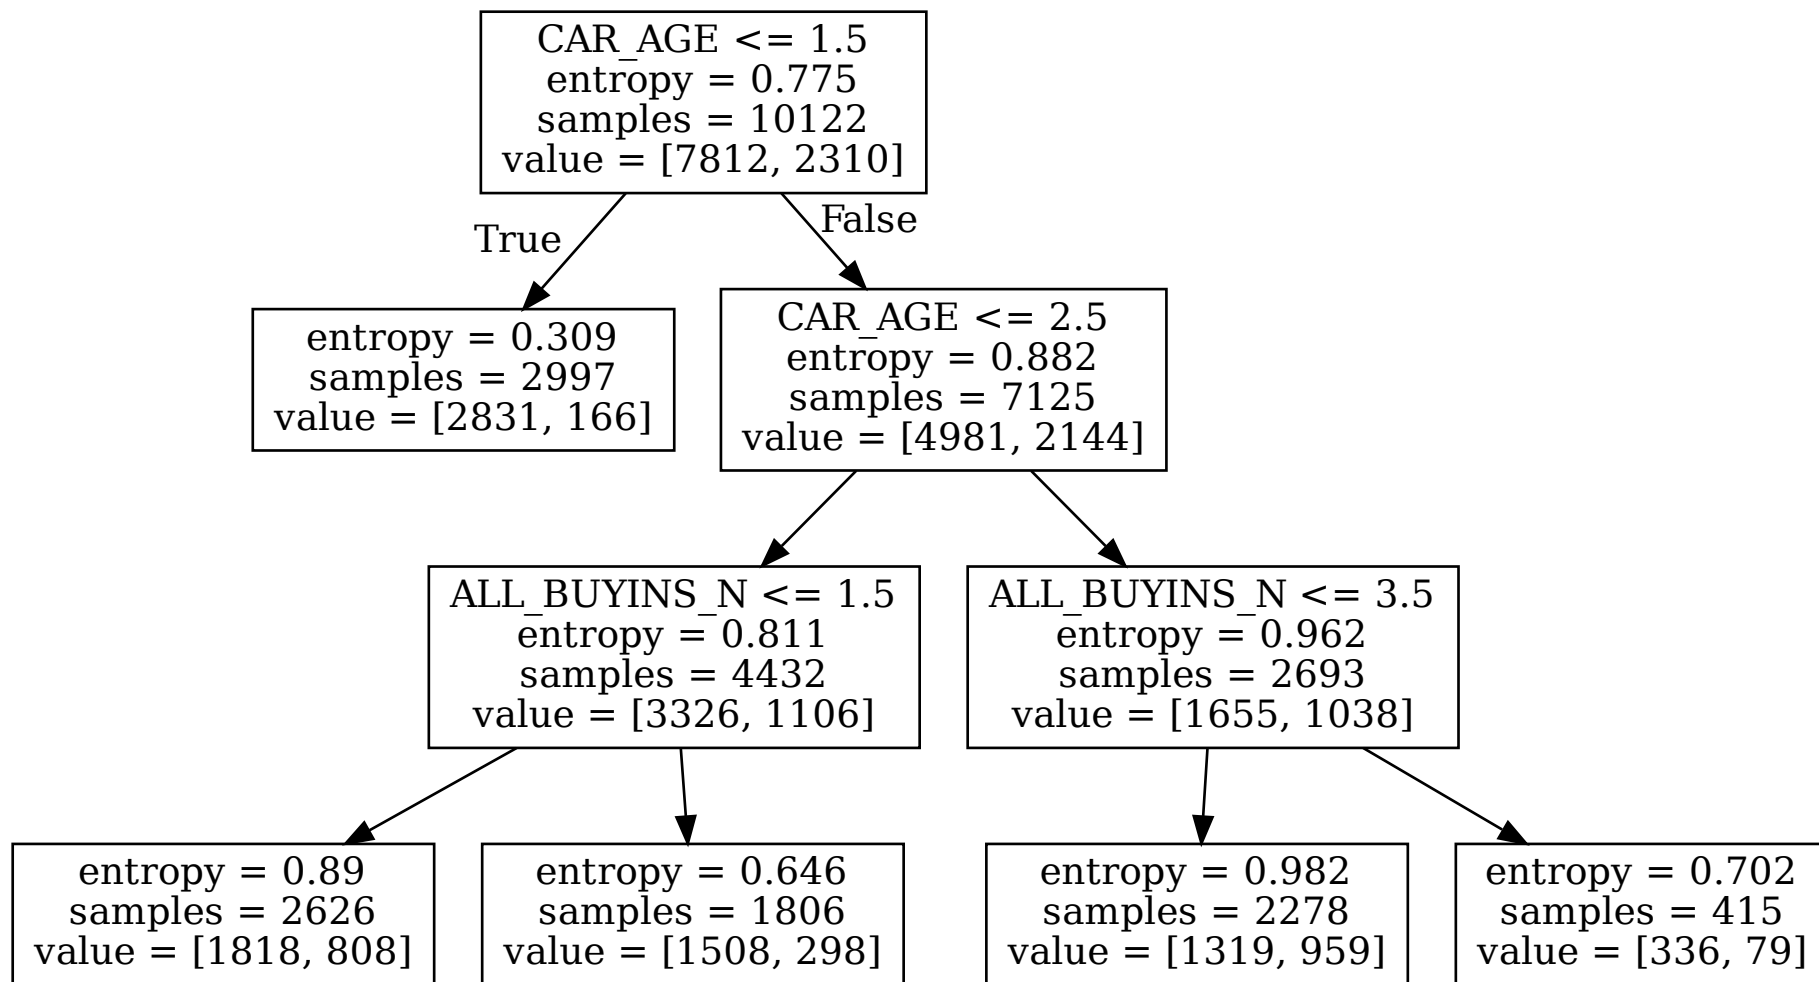 CAR_AGE <= 1.5
entropy = 0.775
samples = 10122
value = [7812, 2310]
True
False
entropy = 0.309
samples = 2997
value = [2831, 166]
CAR_AGE <= 2.5
entropy = 0.882
samples = 7125
value = [4981, 2144]
ALL_BUYINS_N <= 1.5
entropy = 0.811
samples = 4432
value = [3326, 1106]
ALL_BUYINS_N <= 3.5
entropy = 0.962
samples = 2693
value = [1655, 1038]
entropy = 0.89
samples = 2626
value = [1818, 808]
entropy = 0.646
samples = 1806
value = [1508, 298]
entropy = 0.982
samples = 2278
value = [1319, 959]
entropy = 0.702
samples = 415
value = [336, 79]